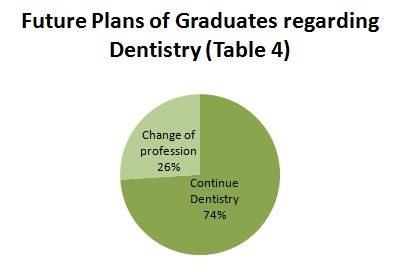 Future Plans of Graduates regarding
Dentistry (Table 4)
Change of
profession
26%
Continue
Dentistry
74%